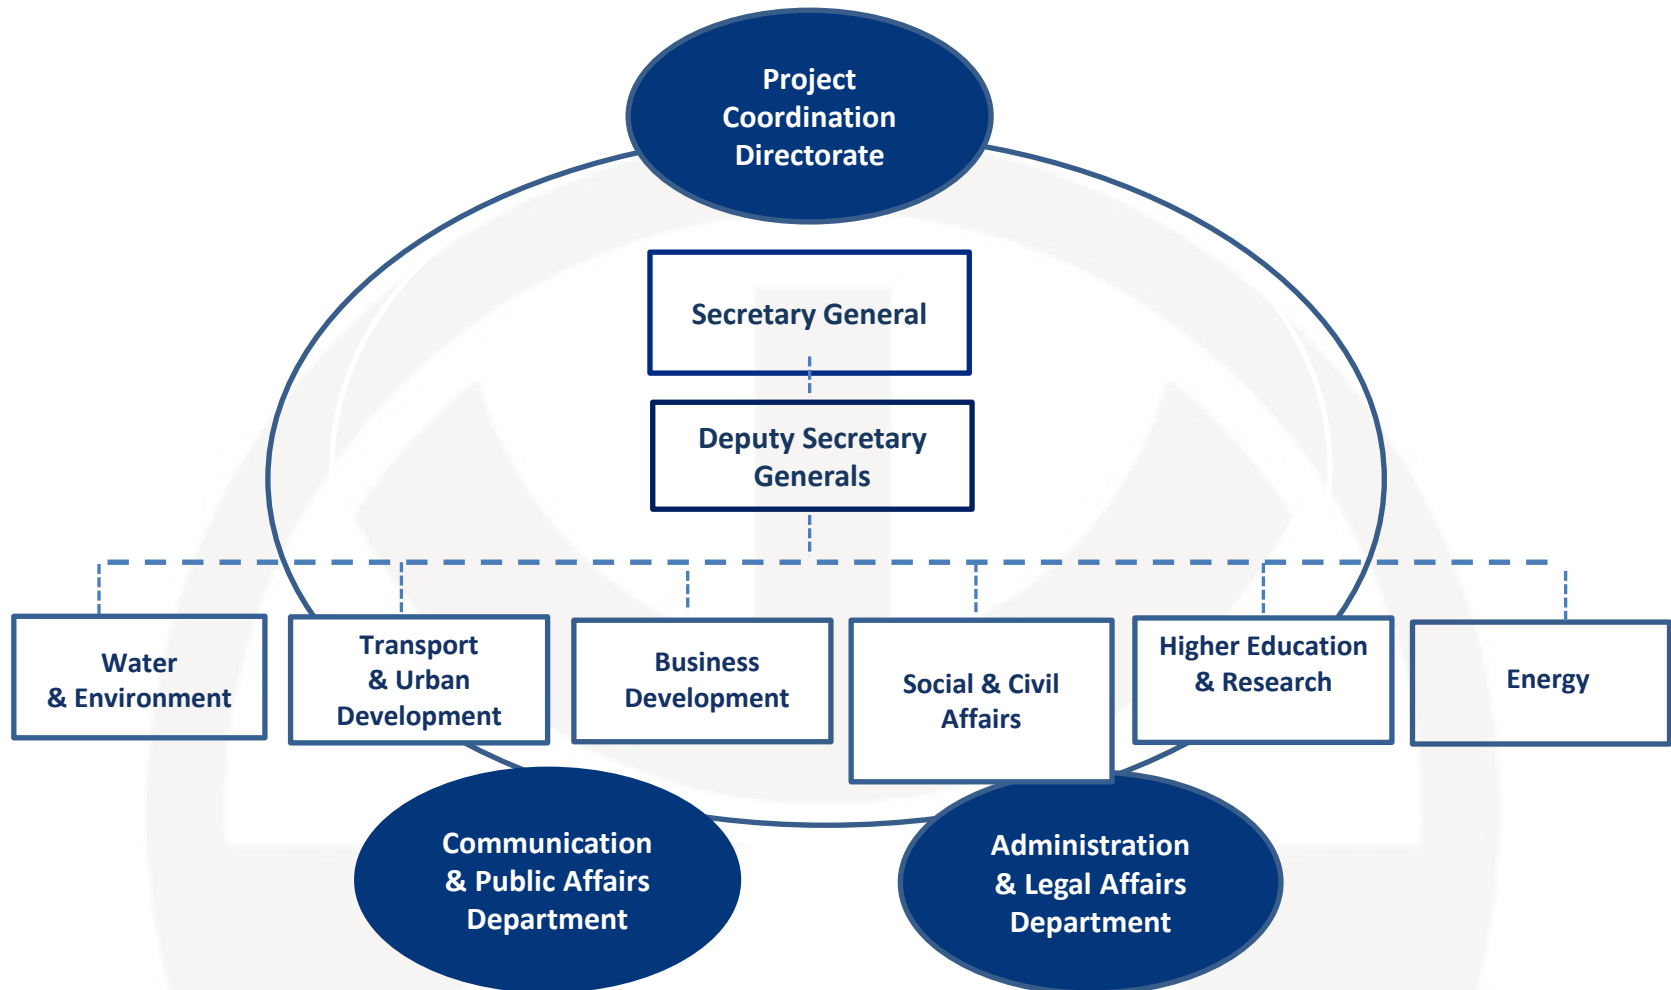 Project
Coordination
Directorate
Secretary General
Deputy Secretary
Generals
Water
& Environment
Transport
& Urban
Development
Business
Development
Social & Civil
Affairs
Higher Education
& Research
Energy
Communication
& Public Affairs
Department
Administration
& Legal Affairs
Department